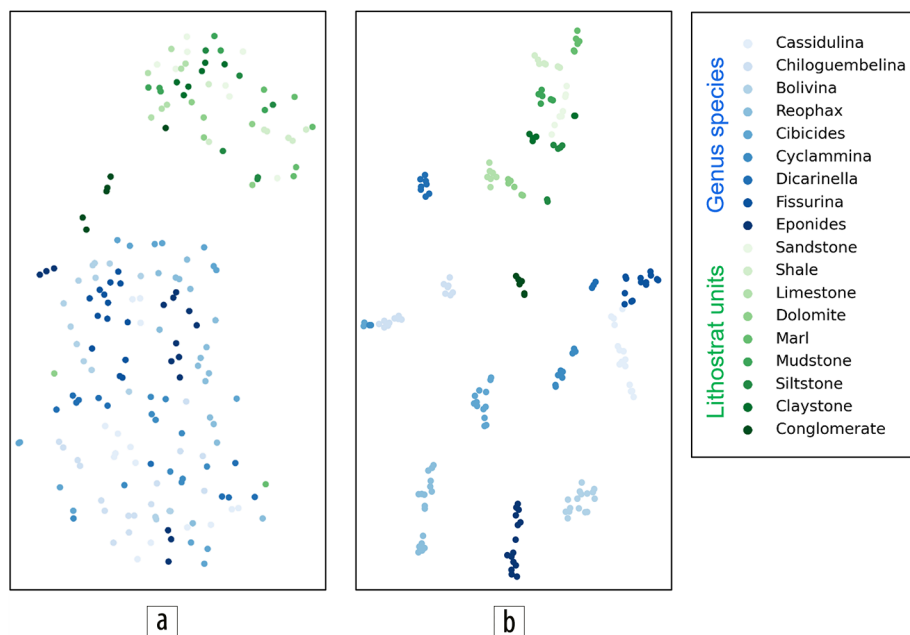 Genus species
Cassidulina
Chiloguembelina
Bolivina
Reophax
Cibicides
Cyclammina
Dicarinella
Fissurina
Eponides
Lithostrat units
Sandstone
Shale
Limestone
Dolomite
Marl
Mudstone
Siltstone
Claystone
Conglomerate
a
b